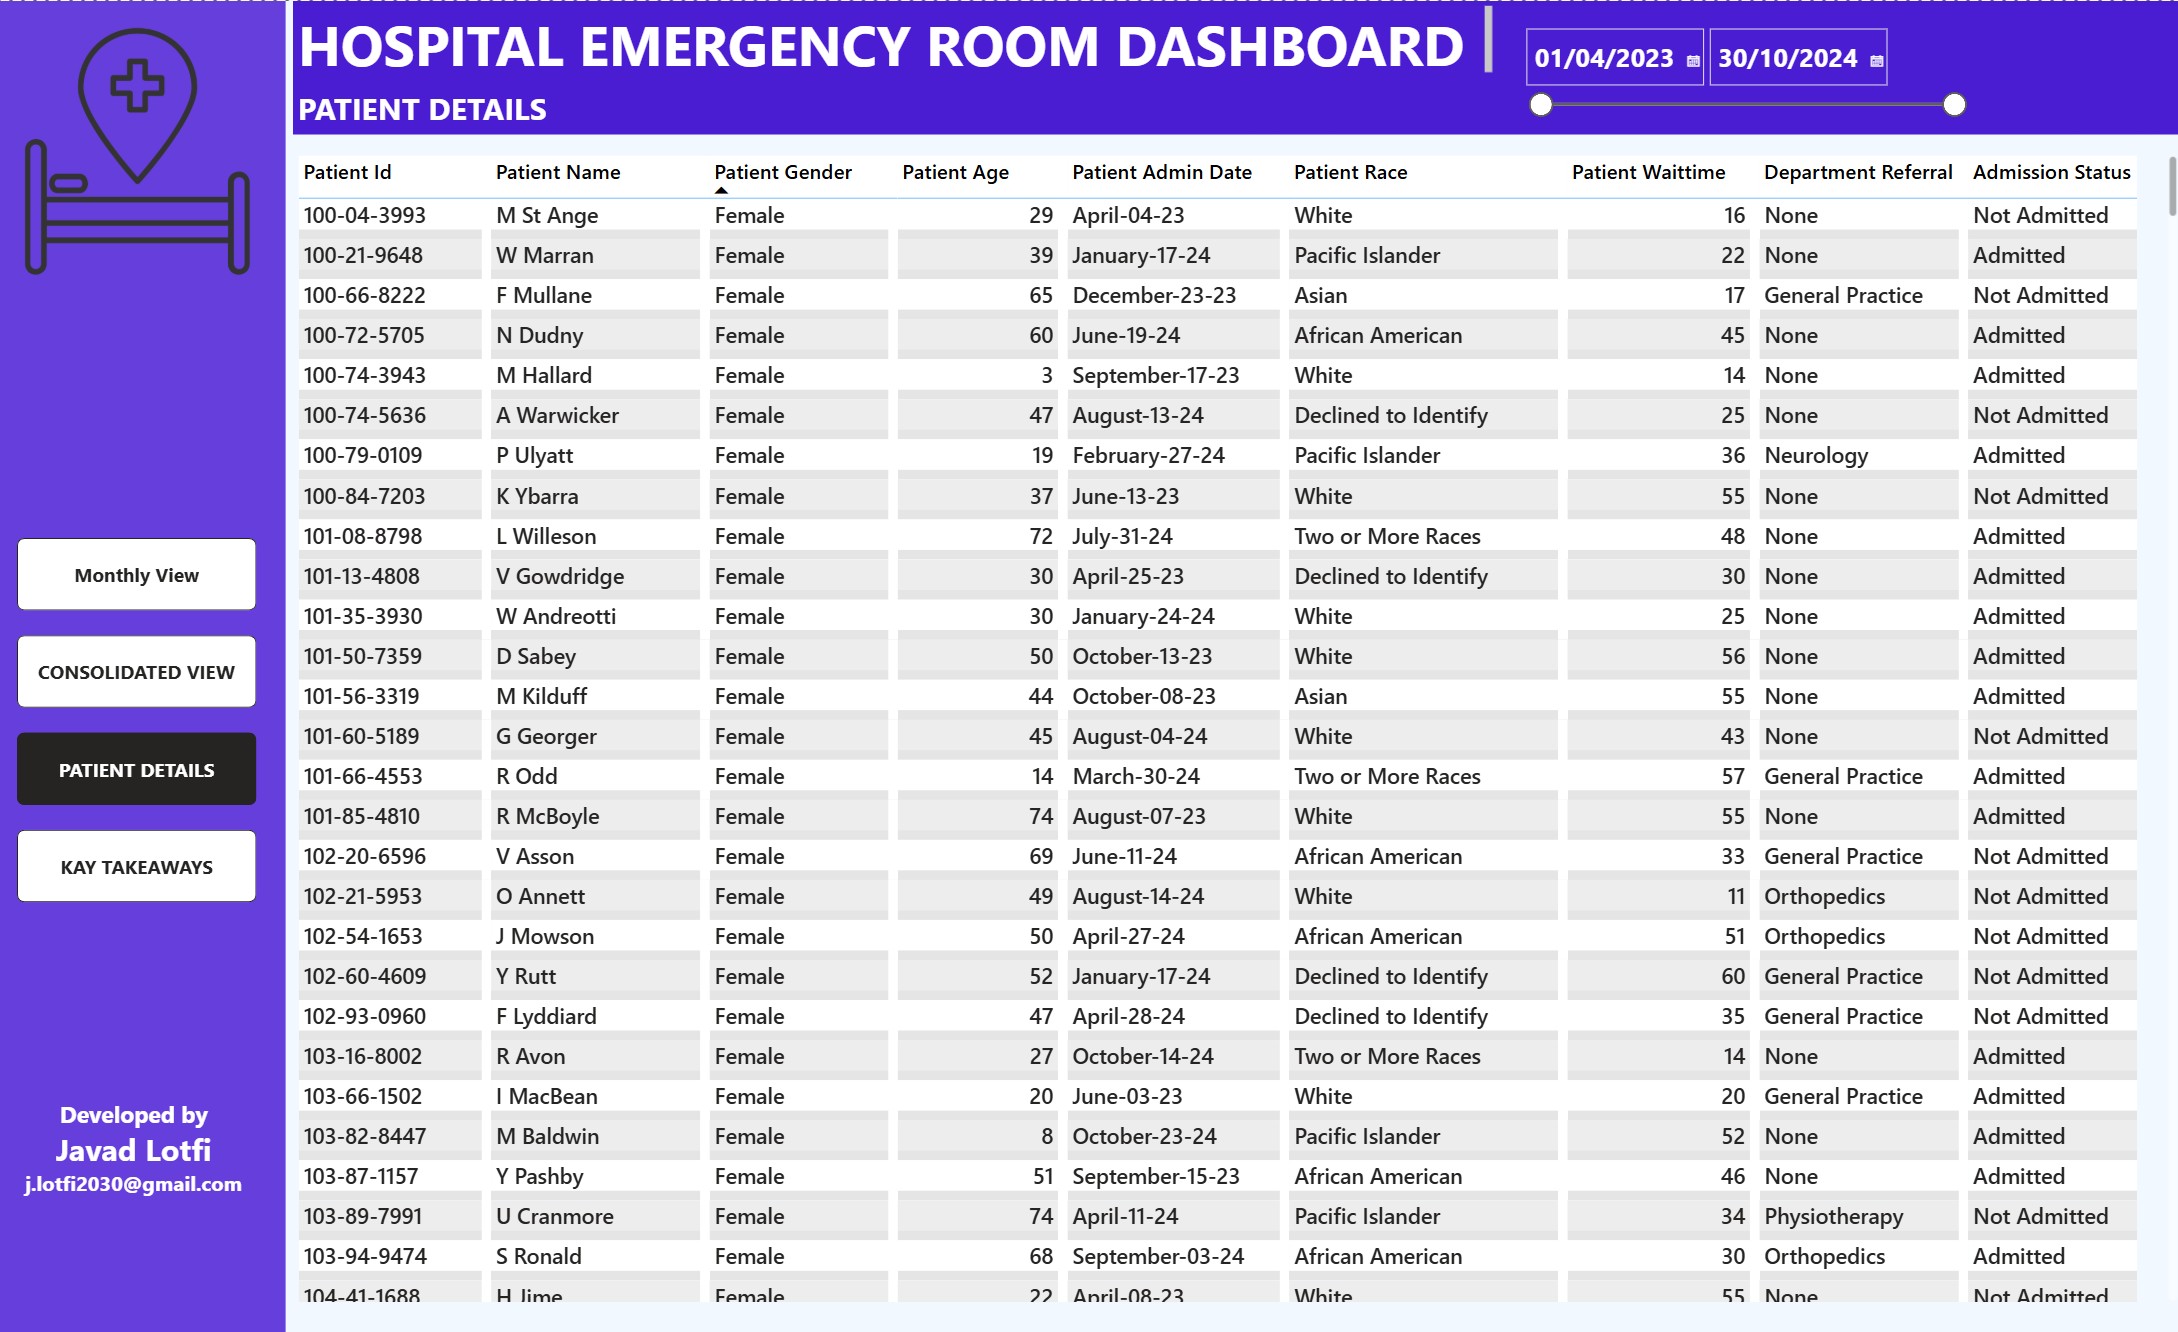 HOSPITAL EMERGENCY ROOM DASHBOARD
01/04/2023 30/10/2024
PATIENT DETAILS
Patient Id Patient Name Patient Gender Patient Age Patient Admin Date Patient Race Patient Waittime Department Referral Admission Status
100-04-3993 M St Ange Female 29 April-04-23 White 16 None Not Admitted
100-21-9648 W Marran Female 39 January-17-24 Pacific Islander 22 None Admitted
100-66-8222 F Mullane Female 65 December-23-23 Asian 17 General Practice Not Admitted
100-72-5705 N Dudny Female 60 June-19-24 African American 45 None Admitted
100-74-3943 M Hallard Female 3 September-17-23 White 14 None Admitted
100-74-5636 A Warwicker Female 47 August-13-24 Declined to Identify 25 None Not Admitted
100-79-0109 P Ulyatt Female 19 February-27-24 Pacific Islander 36 Neurology Admitted
100-84-7203 K Ybarra Female 37 June-13-23 White 55 None Not Admitted
101-08-8798 L Willeson Female 72 July-31-24 Two or More Races 48 None Admitted
101-13-4808 V Gowdridge Female 30 April-25-23 Declined to Identify 30 None Admitted
101-35-3930 W Andreotti Female 30 January-24-24 White 25 None Admitted
101-50-7359 D Sabey Female 50 October-13-23 White 56 None Admitted
101-56-3319 M Kilduff Female 44 October-08-23 Asian 55 None Admitted
101-60-5189 G Georger Female 45 August-04-24 White 43 None Not Admitted
101-66-4553 R Odd Female 14 March-30-24 Two or More Races 57 General Practice Admitted
101-85-4810 R McBoyle Female 74 August-07-23 White 55 None Admitted
102-20-6596 V Asson Female 69 June-11-24 African American 33 General Practice Not Admitted
102-21-5953 O Annett Female 49 August-14-24 White 11 Orthopedics Not Admitted
102-54-1653 J Mowson Female 50 April-27-24 African American 51 Orthopedics Not Admitted
102-60-4609 Y Rutt Female 52 January-17-24 Declined to Identify 60 General Practice Not Admitted
102-93-0960 F Lyddiard Female 47 April-28-24 Declined to Identify 35 General Practice Not Admitted
103-16-8002 R Avon Female 27 October-14-24 Two or More Races 14 None Admitted
103-66-1502 I MacBean Female 20 June-03-23 White 20 General Practice Admitted
103-82-8447 M Baldwin Female 8 October-23-24 Pacific Islander 52 None Admitted
103-87-1157 Y Pashby Female 51 September-15-23 African American 46 None Admitted
103-89-7991 U Cranmore Female 74 April-11-24 Pacific Islander 34 Physiotherapy Not Admitted
103-94-9474 S Ronald Female 68 September-03-24 African American 30 Orthopedics Admitted
104-41-1688 H Jime Female 22 April-08-23 White 55 None Not Admitted
Monthly View
CONSOLIDATED VIEW
PATIENT DETAILS
KAY TAKEAWAYS
Developed by
Javad Lotfi
j.lotfi2030@gmail.com